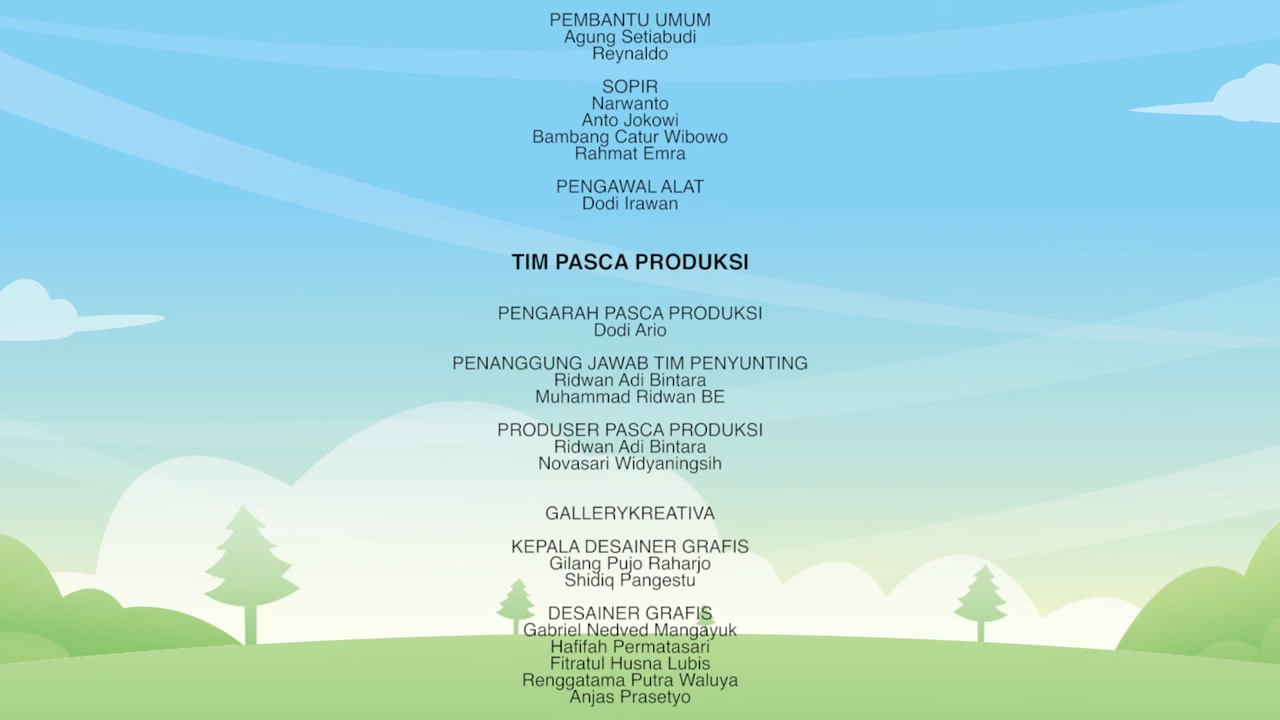 PEMBANTU UMUM
Agung Setiabudi
Reynaldo
SOPIR
Narwanto
Anto Jokowi
Bambang Catur Wibowo
Rahmat Emra
PENGAWAL ALAT
Dodi Irawan
TIM PASCA PRODUKSI
PENGARAH PASCA PRODUKSI
Dodi Ario
PENANGGUNG JAWAB TIM PENYUNTING
Ridwan Adi Bintara
Muhammad Ridwan BE
PRODUSER PASCA PRODUKSI
Ridwan Adi Bintara
Novasari Widyaningsih
GALLERYKREATIVA
KEPALA DESAINER GRAFIS
Gilang Pujo Raharjo
Shidiq Pangestu
DESAINER GRAFIS
Gabriel Nedved Mangayuk
Hafifah Permatasari
Fitratul Husna Lubis
Renggatama Putra Waluya
Anjas Prasetyo